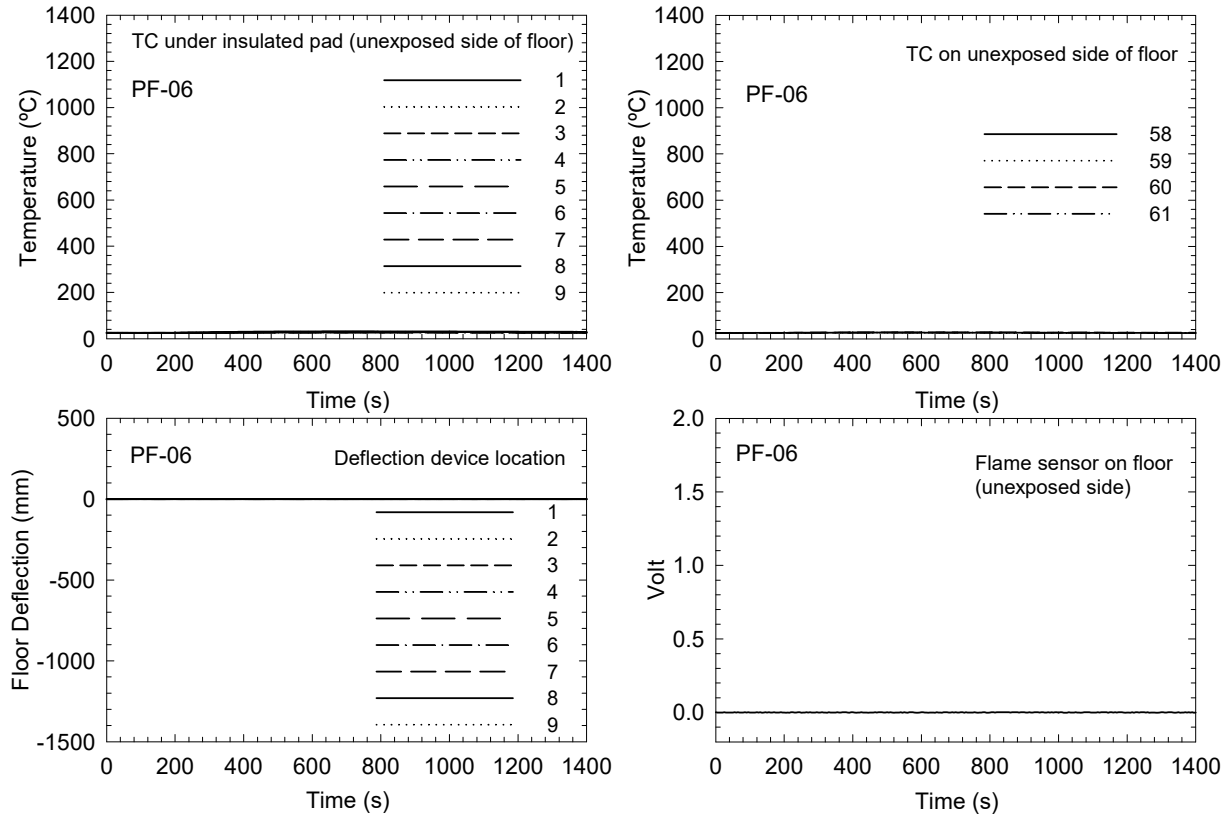 1400
1200
1000
800
600
400
200
0
Temperature (ºC)
TC under insulated pad (unexposed side of floor)
PF-06
1
2
3
4
5
6
7
8
9
0 200 400 600 800 1000 1200 1400
Time (s)
1400
1200
1000
800
600
400
200
0
Temperature (ºC)
TC on unexposed side of floor
PF-06
58
59
60
61
0 200 400 600 800 1000 1200 1400
Time (s)
500
0
-500
-1000
-1500
Floor Deflection (mm)
PF-06
Deflection device location
1
2
3
4
5
6
7
8
9
0 200 400 600 800 1000 1200 1400
Time (s)
2.0
1.5
1.0
0.5
0.0
Volt
PF-06
Flame sensor on floor
(unexposed side)
0 200 400 600 800 1000 1200 1400
Time (s)